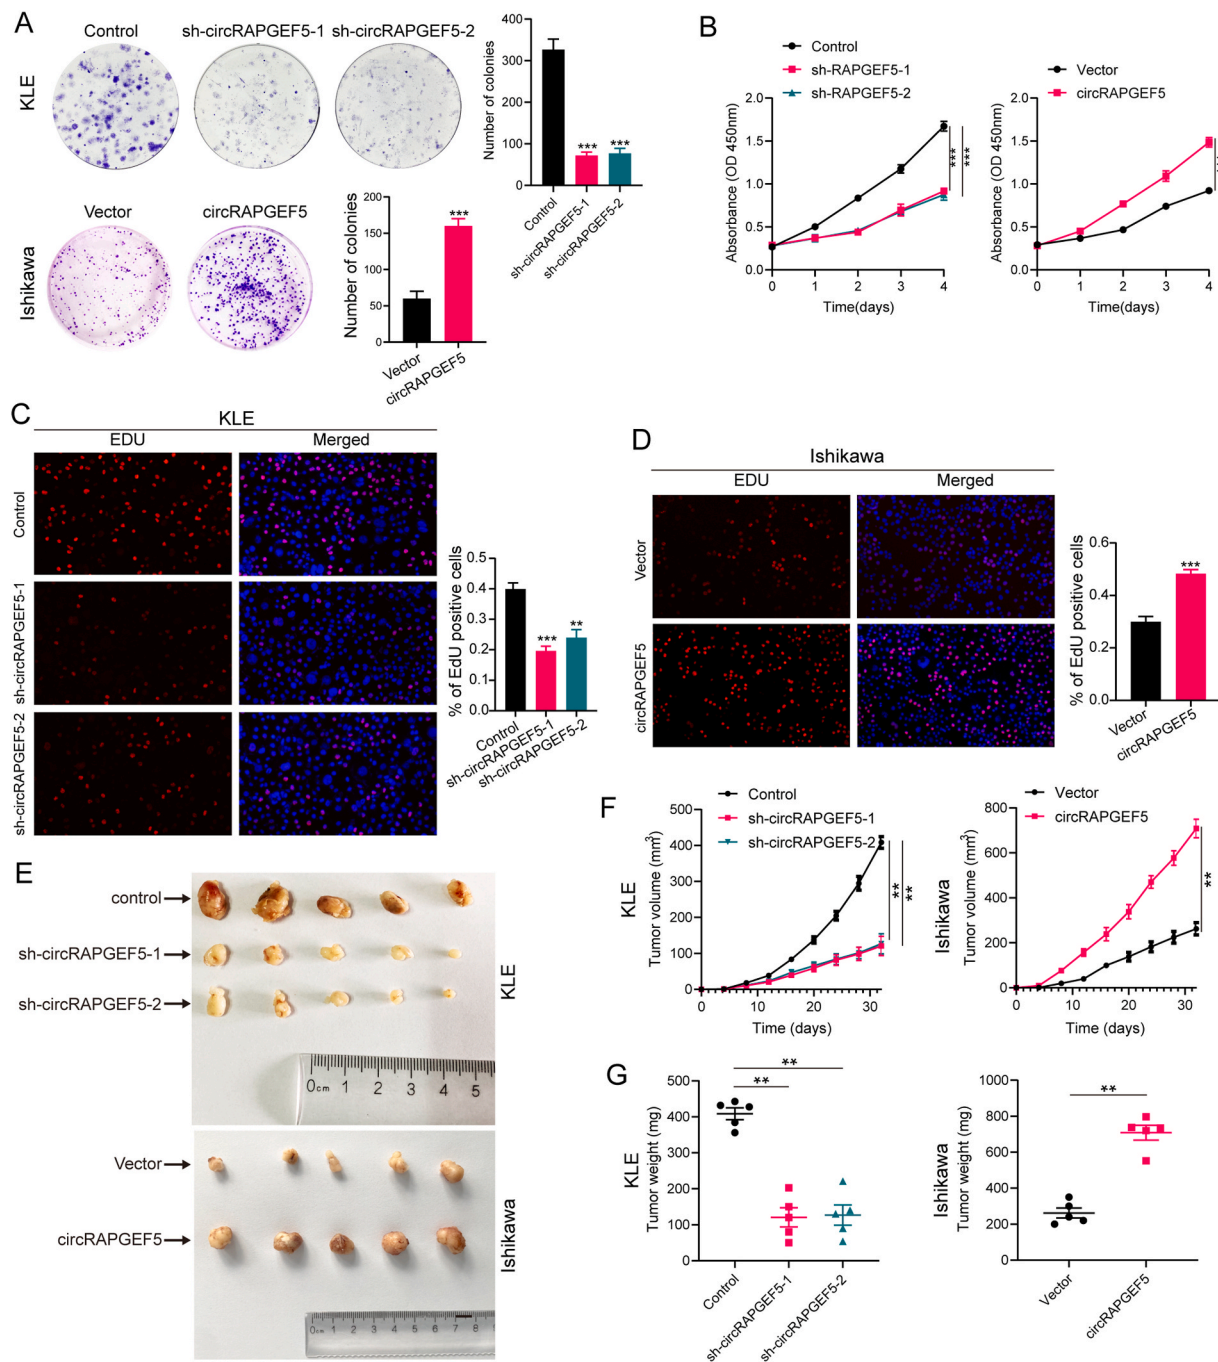 A
Control
sh-circRAPGEF5-1
sh-circRAPGEF5-2
KLE
Number of colonies
400
300
200
100
0
***
***
Control
sh-circRAPGEF5-1
sh-circRAPGEF5-2
Vector
circRAPGEF5
Ishikawa
Number of colonies
200
150
100
50
0
***
Vector
circRAPGEF5
B
Control
sh-RAPGEF5-1
sh-RAPGEF5-2
Absorbance (OD 450nm)
2.0
1.5
1.0
0.5
0.0
0 1 2 3 4
Time(days)
***
***
Vector
circRAPGEF5
Absorbance (OD 450nm)
2.0
1.5
1.0
0.5
0.0
0 1 2 3 4
Time(days)
C
KLE
EDU
Merged
Control
sh-circRAPGEF5-1
sh-circRAPGEF5-2
% of EdU positive cells
0.5
0.4
0.3
0.2
0.1
0.0
***
**
Control
sh-circRAPGEF5-1
sh-circRAPGEF5-2
D
Ishikawa
EDU
Merged
Vector
circRAPGEF5
% of EdU positive cells
0.6
0.4
0.2
0.0
***
Vector
circRAPGEF5
E
control
sh-circRAPGEF5-1
sh-circRAPGEF5-2
KLE
0cm 1 2 3 4 5
Vector
circRAPGEF5
Ishikawa
0cm 1 2 3 4 5 6 7 8 9
F
Control
sh-circRAPGEF5-1
sh-circRAPGEF5-2
KLE
Tumor volume (mm³)
500
400
300
200
100
0
0 10 20 30
Time (days)
**
**
Vector
circRAPGEF5
Ishikawa
Tumor volume (mm³)
800
600
400
200
0
0 10 20 30
Time (days)
**
G
KLE
Tumor weight (mg)
500
400
300
200
100
0
**
**
Control
sh-circRAPGEF5-1
sh-circRAPGEF5-2
Ishikawa
Tumor weight (mg)
1000
800
600
400
200
0
**
Vector
circRAPGEF5